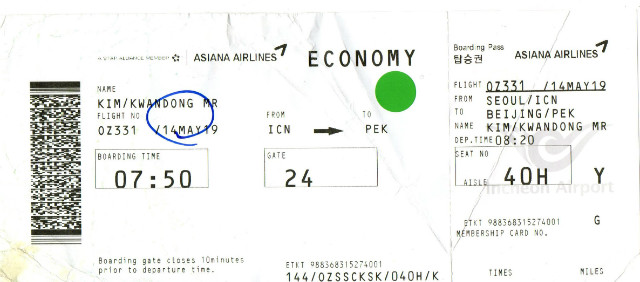 A STAR ALLIANCE MEMBER
ASIANA AIRLINES
ECONOMY
NAME
KIM/KWANDONG MR
FLIGHT NO
OZ331 /14MAY19
FROM
ICN
TO
PEK
BOARDING TIME
07:50
GATE
24
Boarding gate closes 10minutes
prior to departure time.
ETKT 988368315274001
144/OZSSCKSK/040H/K
Boarding Pass
탑승권
ASIANA AIRLINES
FLIGHT OZ331 /14MAY19
FROM SEOUL/ICN
TO BEIJING/PEK
NAME KIM/KWANDONG MR
DEP.TIME 08:20
SEAT NO
AISLE 40H Y
Incheon Airport
ETKT 988368315274001 G
MEMBERSHIP CARD NO.
TIMES MILES